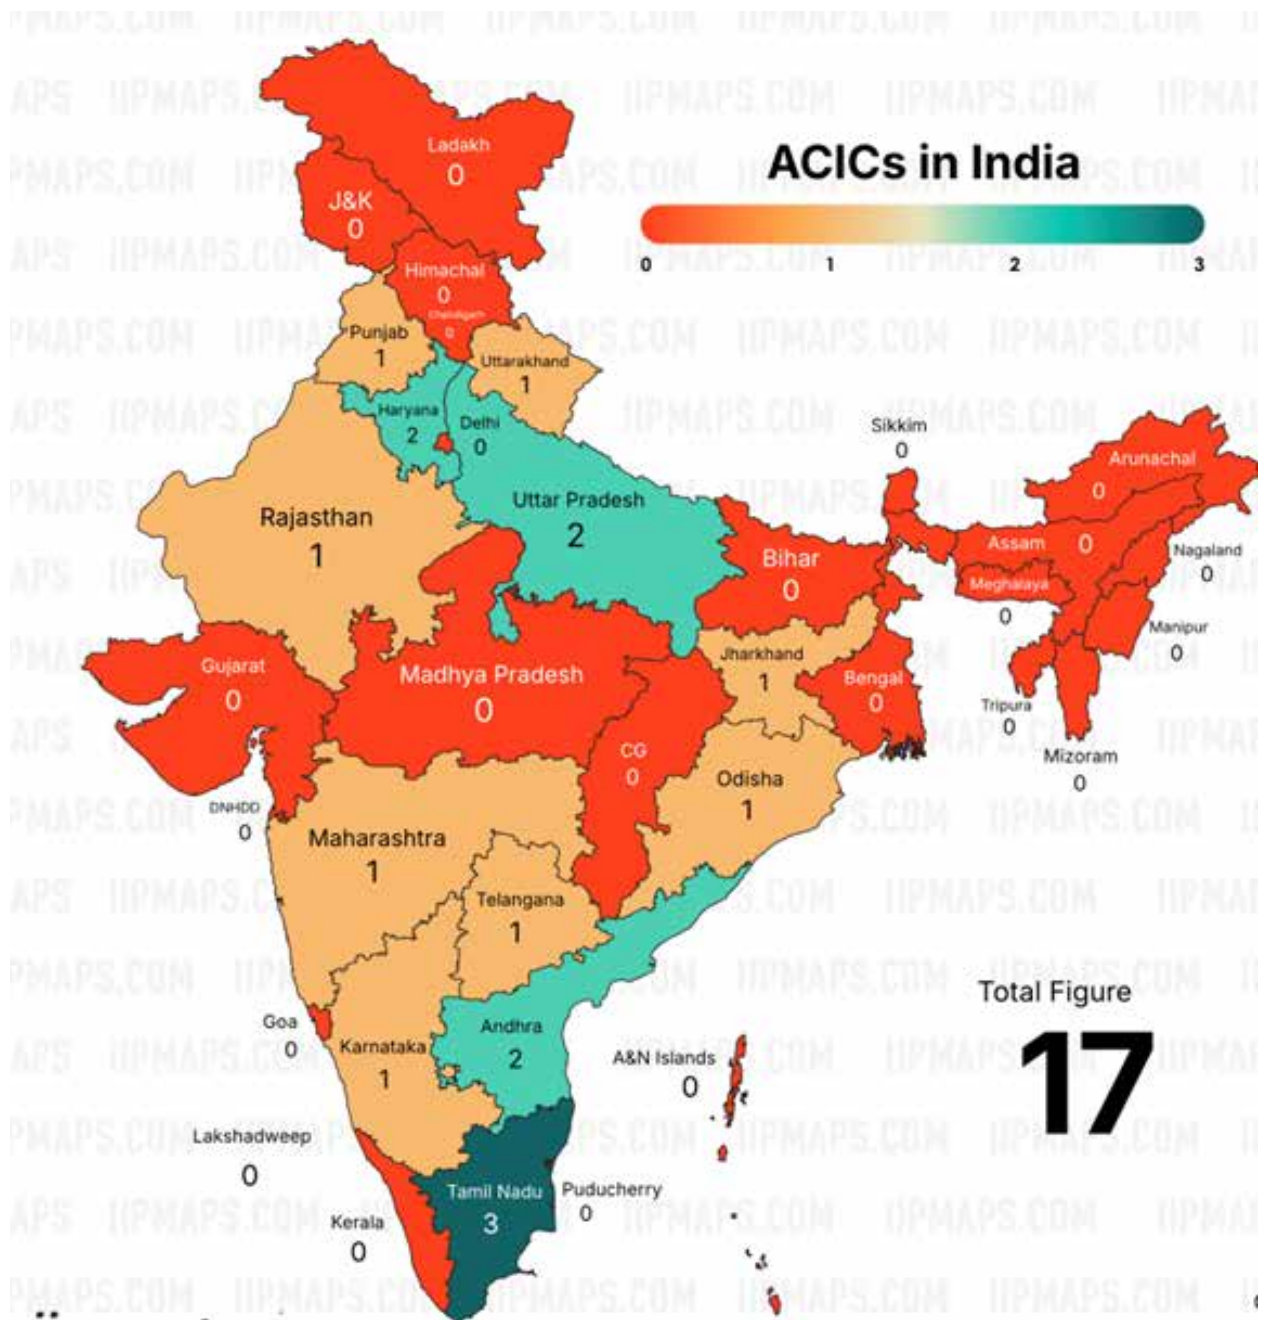 ACICs in India
0 1 2 3
Ladakh
0
J&K
0
Himachal
0
Chandigarh
0
Punjab
1
Uttarakhand
1
Haryana
2
Delhi
0
Sikkim
0
Arunachal
0
Rajasthan
1
Uttar Pradesh
2
Bihar
0
Assam
0
Nagaland
0
Meghalaya
0
Manipur
0
Gujarat
0
Madhya Pradesh
0
Jharkhand
1
Bengal
0
Tripura
0
Mizoram
0
CG
0
Odisha
1
DNHDD
0
Maharashtra
1
Telangana
1
Total Figure
17
Goa
0
Karnataka
1
Andhra
2
A&N Islands
0
Lakshadweep
0
Tamil Nadu
3
Puducherry
0
Kerala
0
IIPMAPS.COM